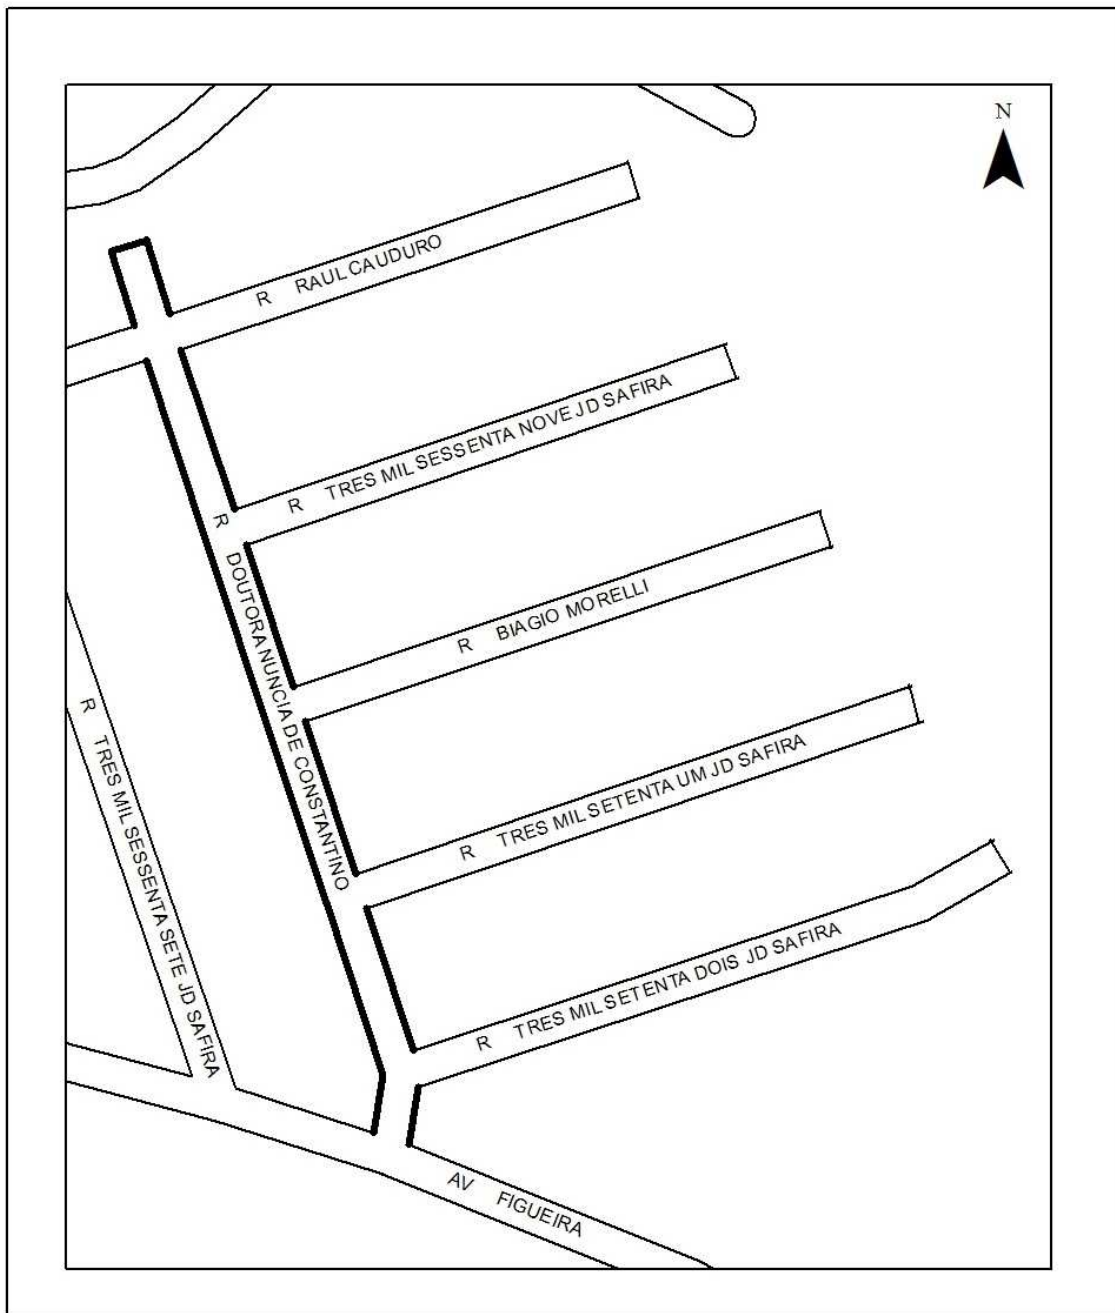 N
R RAUL CAUDURO
R TRES MIL SESSENTA NOVE JD SAFIRA
R DOUTORA NUNCIA DE CONSTANTINO
R BIAGIO MORELLI
R TRES MIL SESSENTA SETE JD SAFIRA
R TRES MIL SETENTA UM JD SAFIRA
R TRES MIL SETENTA DOIS JD SAFIRA
AV FIGUEIRA